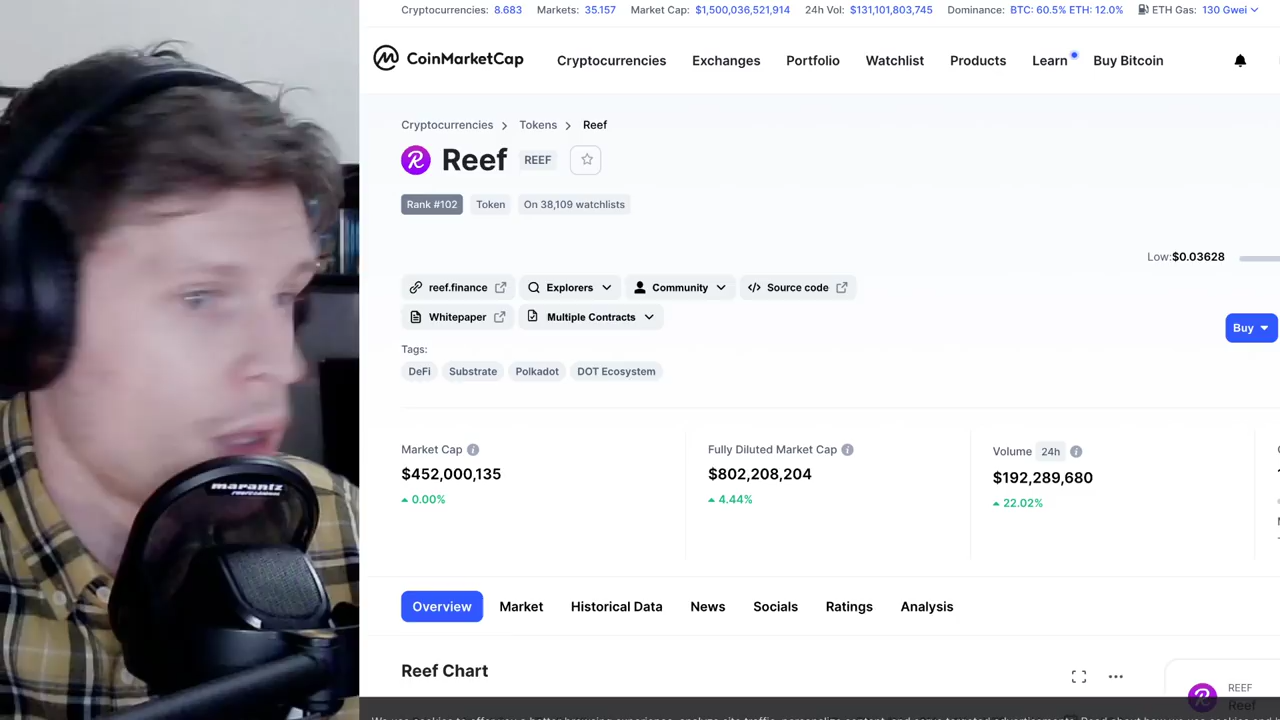 Cryptocurrencies: 8.683 Markets: 35.157 Market Cap: $1,500,036,521,914 24h Vol: $131,101,803,745 Dominance: BTC: 60.5% ETH: 12.0% ETH Gas: 130 Gwei
CoinMarketCap Cryptocurrencies Exchanges Portfolio Watchlist Products Learn Buy Bitcoin
Cryptocurrencies > Tokens > Reef
Reef REEF
Rank #102 Token On 38,109 watchlists
Low:$0.03628
reef.finance Explorers Community Source code
Whitepaper Multiple Contracts
Buy
Tags:
DeFi Substrate Polkadot DOT Ecosystem
Market Cap Fully Diluted Market Cap Volume 24h
$452,000,135 $802,208,204 $192,289,680
0.00% 4.44% 22.02%
marantz
PROFESSIONAL
Overview Market Historical Data News Socials Ratings Analysis
Reef Chart
REEF
Reef